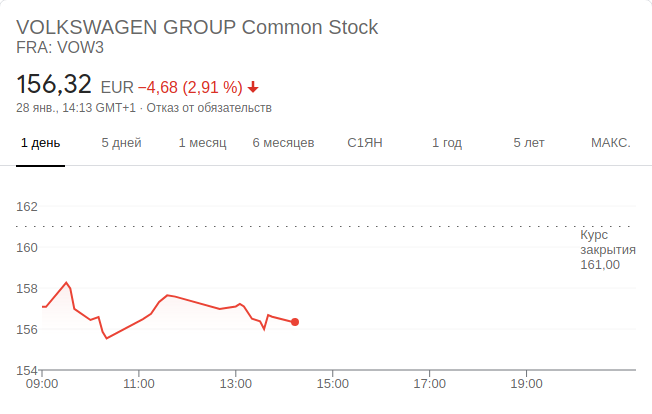 VOLKSWAGEN GROUP Common Stock
FRA: VOW3
156,32 EUR −4,68 (2,91 %)
28 янв., 14:13 GMT+1 · Отказ от обязательств
1 день 5 дней 1 месяц 6 месяцев С1ЯН 1 год 5 лет МАКС.
162
Курс
закрытия
161,00
160
158
156
154
09:00 11:00 13:00 15:00 17:00 19:00